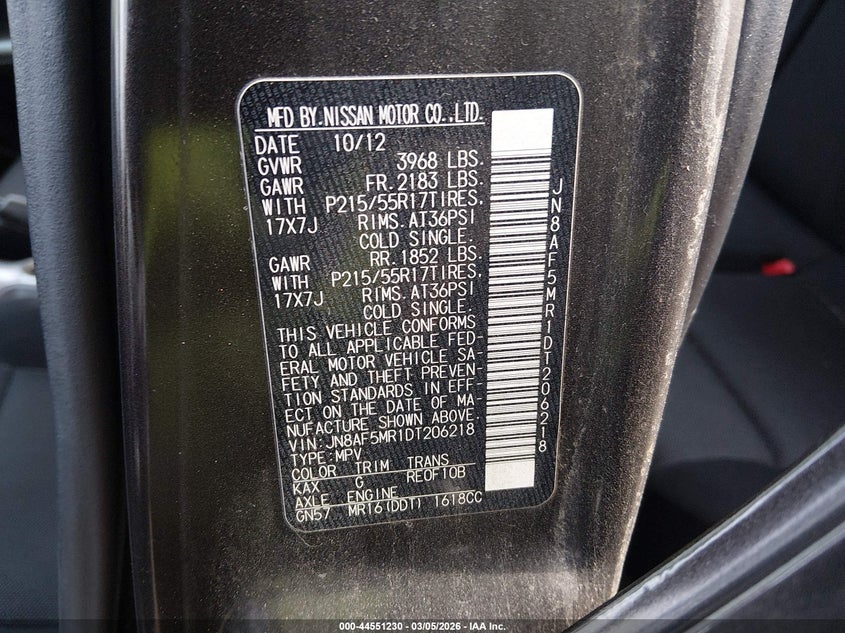 MFD BY.NISSAN MOTOR CO.,LTD.
DATE 10/12
GVWR 3968 LBS.
GAWR FR.2183 LBS.
WITH P215/55R17TIRES,
17X7J RIMS.AT36PSI
COLD SINGLE.
GAWR RR.1852 LBS.
WITH P215/55R17TIRES,
17X7J RIMS.AT36PSI
COLD SINGLE.
THIS VEHICLE CONFORMS
TO ALL APPLICABLE FED-
ERAL MOTOR VEHICLE SA-
FETY AND THEFT PREVEN-
TION STANDARDS IN EFF-
ECT ON THE DATE OF MA-
NUFACTURE SHOWN ABOVE.
VIN:JN8AF5MR1DT206218
TYPE:MPV
COLOR TRIM TRANS
KAX G RE0F10B
AXLE ENGINE
GN57 MR16(DDT) 1618CC
JN8AF5MR1DT206218
000-44551230 - 03/05/2026 - IAA Inc.